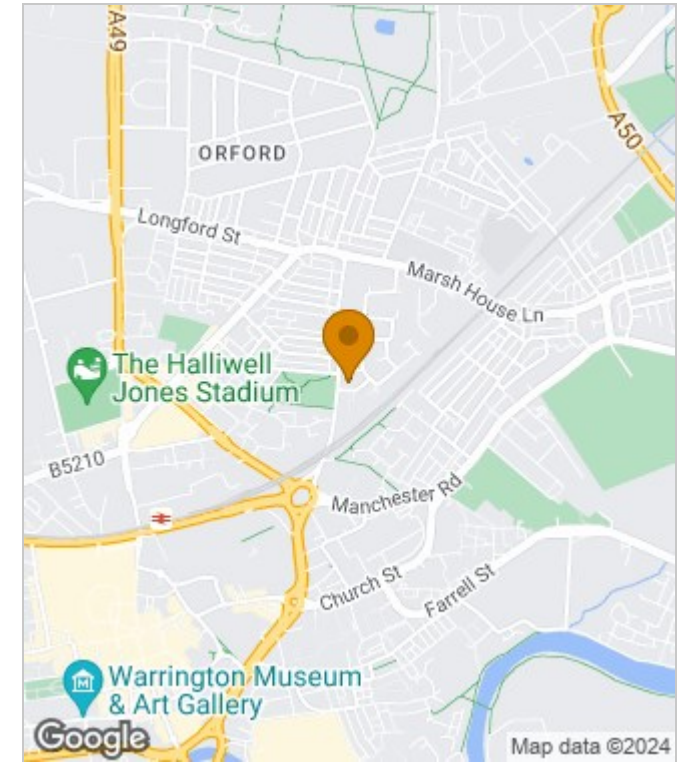 A49
A50
ORFORD
Longford St
Marsh House Ln
The Halliwell
Jones Stadium
B5210
Manchester Rd
Church St
Farrell St
Warrington Museum
& Art Gallery
Google
Map data ©2024